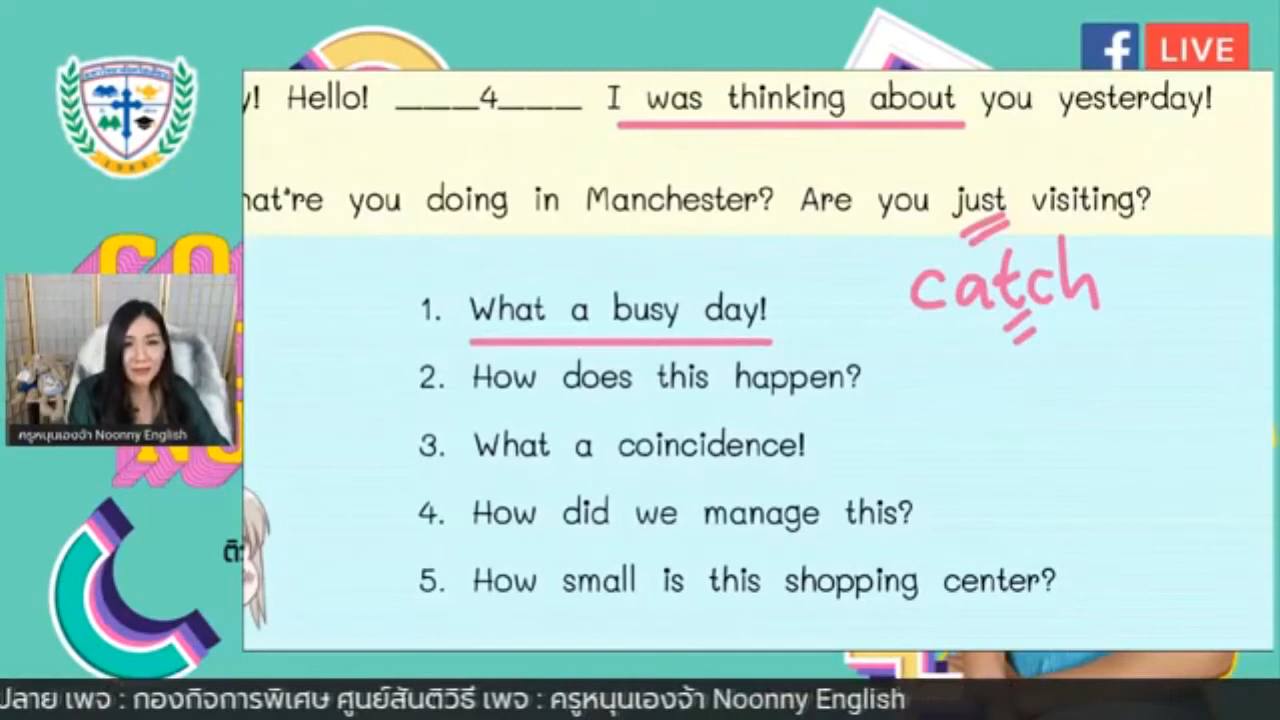 LIVE
y! Hello! ___4___ I was thinking about you yesterday!
hat're you doing in Manchester? Are you just visiting?
catch
1. What a busy day!
2. How does this happen?
3. What a coincidence!
4. How did we manage this?
5. How small is this shopping center?
ครูหนุนเองจ้า Noonny English
ติว
ปลาย เพจ : กองกิจการพิเศษ ศูนย์สันติวิธี เพจ : ครูหนุนเองจ้า Noonny English